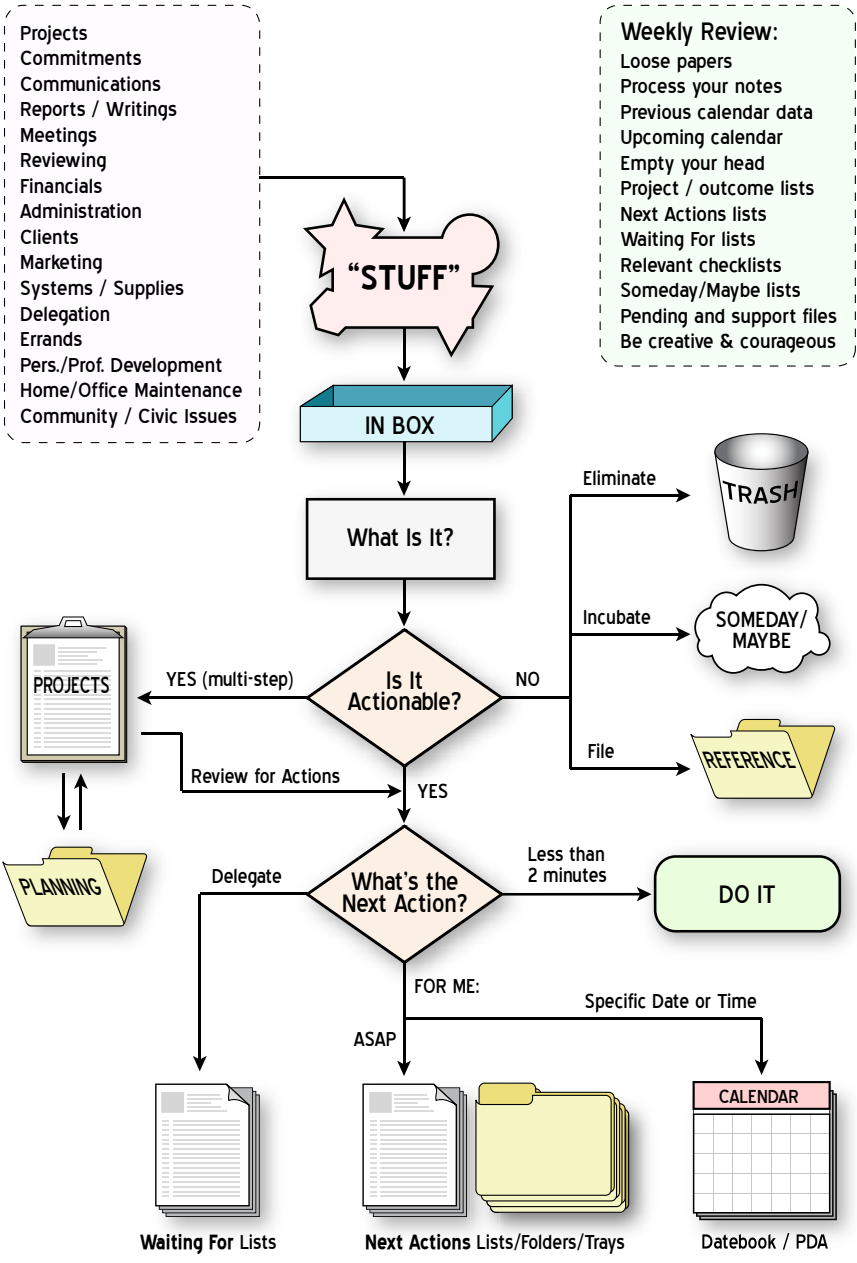 Projects
Commitments
Communications
Reports / Writings
Meetings
Reviewing
Financials
Administration
Clients
Marketing
Systems / Supplies
Delegation
Errands
Pers./Prof. Development
Home/Office Maintenance
Community / Civic Issues
Weekly Review:
Loose papers
Process your notes
Previous calendar data
Upcoming calendar
Empty your head
Project / outcome lists
Next Actions lists
Waiting For lists
Relevant checklists
Someday/Maybe lists
Pending and support files
Be creative & courageous
“STUFF”
IN BOX
What Is It?
Eliminate
TRASH
Incubate
SOMEDAY/
MAYBE
Is It
Actionable?
YES (multi-step)
NO
PROJECTS
File
REFERENCE
Review for Actions
YES
PLANNING
Delegate
What's the
Next Action?
Less than
2 minutes
DO IT
FOR ME:
Specific Date or Time
ASAP
CALENDAR
Waiting For Lists
Next Actions Lists/Folders/Trays
Datebook / PDA